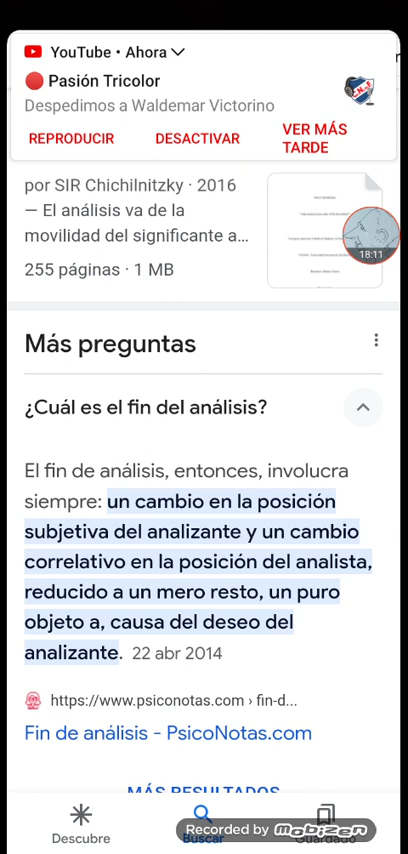 YouTube • Ahora
Pasión Tricolor
Despedimos a Waldemar Victorino
REPRODUCIR DESACTIVAR VER MÁS TARDE
por SIR Chichilnitzky · 2016
— El análisis va de la
movilidad del significante a...
255 páginas · 1 MB
18:11
Más preguntas
¿Cuál es el fin del análisis?
El fin de análisis, entonces, involucra
siempre: un cambio en la posición
subjetiva del analizante y un cambio
correlativo en la posición del analista,
reducido a un mero resto, un puro
objeto a, causa del deseo del
analizante. 22 abr 2014
https://www.psiconotas.com › fin-d...
Fin de análisis - PsicoNotas.com
MÁS RESULTADOS
Descubre Buscar Guardado
Recorded by MOBIZEN